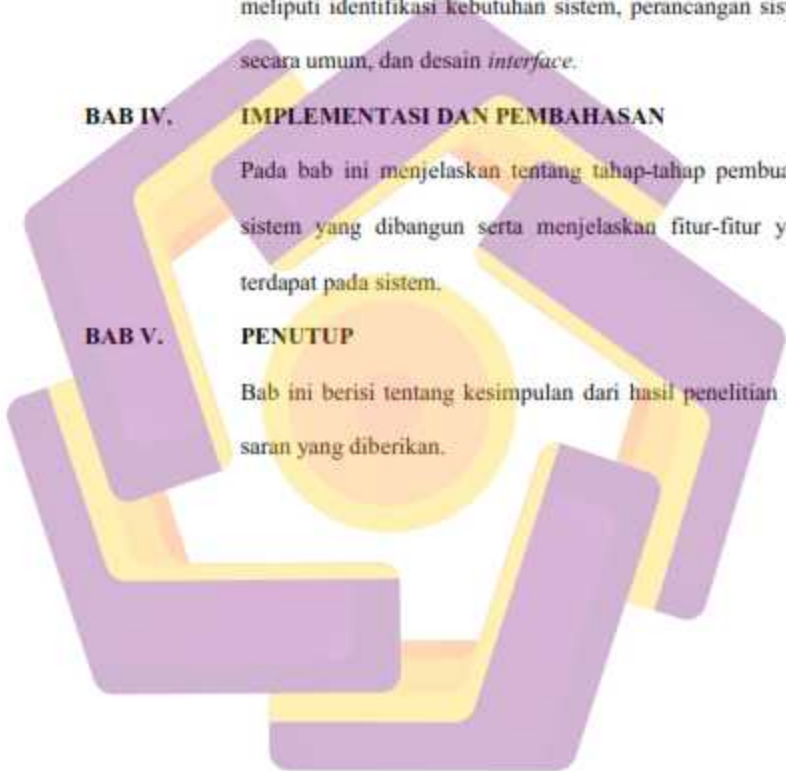 meliputi identifikasi kebutuhan sistem, perancangan sis
secara umum, dan desain interface.
BAB IV. IMPLEMENTASI DAN PEMBAHASAN
Pada bab ini menjelaskan tentang tahap-tahap pembua
sistem yang dibangun serta menjelaskan fitur-fitur y
terdapat pada sistem.
BAB V. PENUTUP
Bab ini berisi tentang kesimpulan dari hasil penelitian
saran yang diberikan.